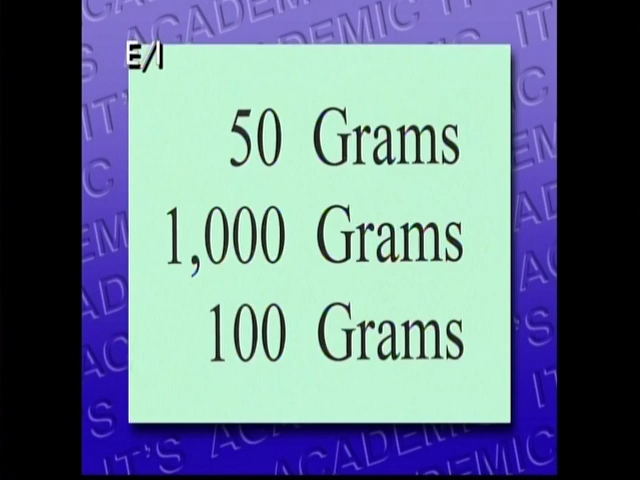 E/I
50 Grams
1,000 Grams
100 Grams
IT'S ACADEMIC